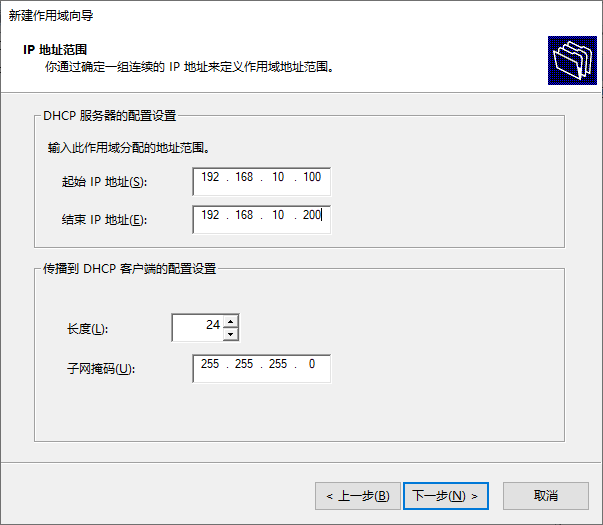 新建作用域向导
IP 地址范围
你通过确定一组连续的 IP 地址来定义作用域地址范围。
DHCP 服务器的配置设置
输入此作用域分配的地址范围。
起始 IP 地址(S): 192 . 168 . 10 . 100
结束 IP 地址(E): 192 . 168 . 10 . 200
传播到 DHCP 客户端的配置设置
长度(L): 24
子网掩码(U): 255 . 255 . 255 . 0
< 上一步(B) 下一步(N) > 取消